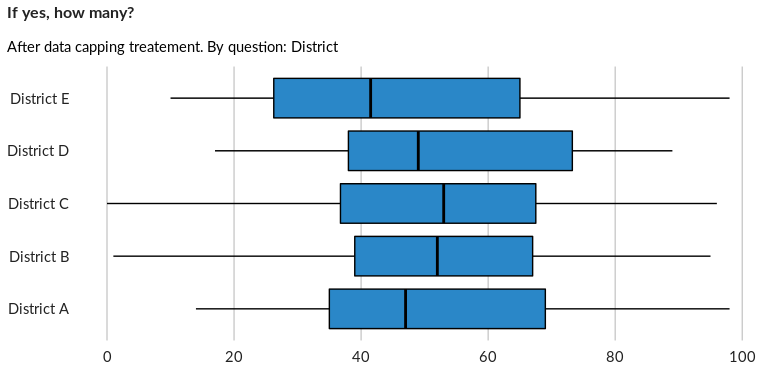 If yes, how many?
After data capping treatement. By question: District
District E
District D
District C
District B
District A
0 20 40 60 80 100